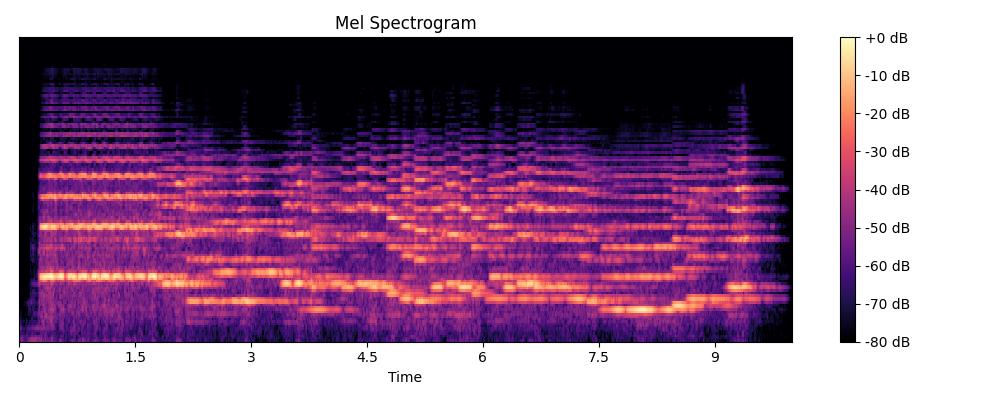 Mel Spectrogram
+0 dB
-10 dB
-20 dB
-30 dB
-40 dB
-50 dB
-60 dB
-70 dB
-80 dB
0 1.5 3 4.5 6 7.5 9
Time